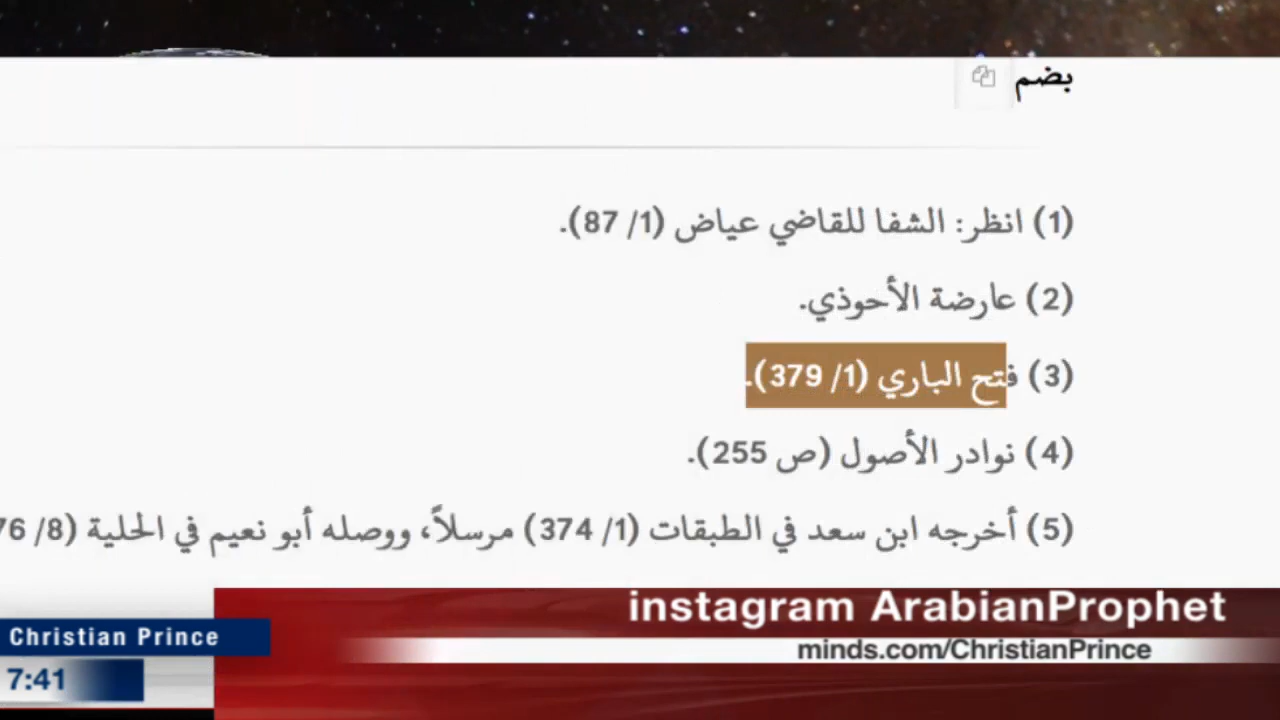 بضم
(1) انظر: الشفا للقاضي عياض (1/ 87).
(2) عارضة الأحوذي.
(3) فتح الباري (1/ 379).
(4) نوادر الأصول (ص 255).
(5) أخرجه ابن سعد في الطبقات (1/ 374) مرسلاً، ووصله أبو نعيم في الحلية (8/ 76
instagram ArabianProphet
Christian Prince
minds.com/ChristianPrince
7:41